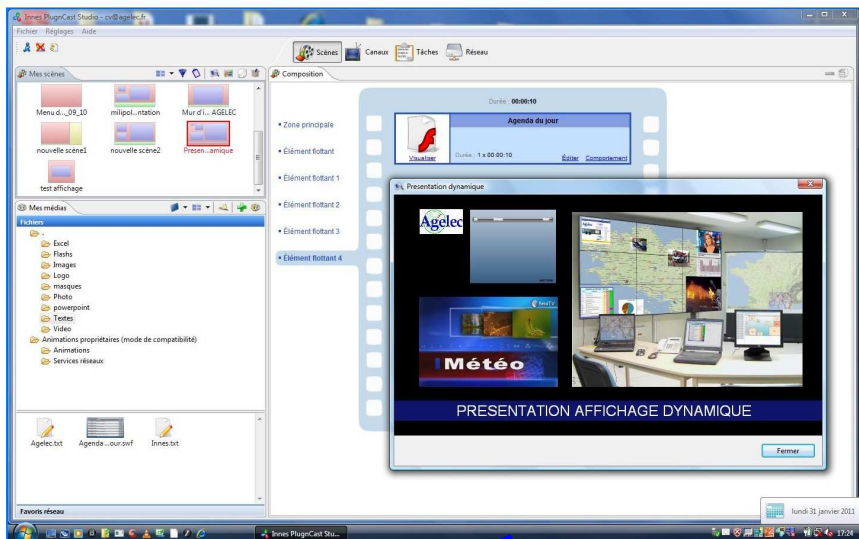 Innes PlugnCast Studio - cv@agelec.fr
Fichier Réglages Aide
Scènes Canaux Tâches Réseau
Mes scènes
Menu d..._09_10 milipol...ntation Mur d'i... AGELEC
nouvelle scène1 nouvelle scène2 Presen...amique
test affichage
Mes médias
Fichiers
.
Excel
Flashs
Images
Logo
masques
Photo
powerpoint
Textes
Video
Animations propriétaires (mode de compatibilité)
Animations
Services réseaux
Agelec.txt Agenda ...our.swf Innes.txt
Favoris réseau
Composition
Durée : 00:00:10
• Zone principale
• Élément flottant
• Élément flottant 1
• Élément flottant 2
• Élément flottant 3
• Élément flottant 4
Agenda du jour
Visualiser Durée : 1 x 00:00:10 Éditer Comportement
Presentation dynamique
Agelec
Météo
PRESENTATION AFFICHAGE DYNAMIQUE
Fermer
lundi 31 janvier 2011
Innes PlugnCast Stu...
17:24